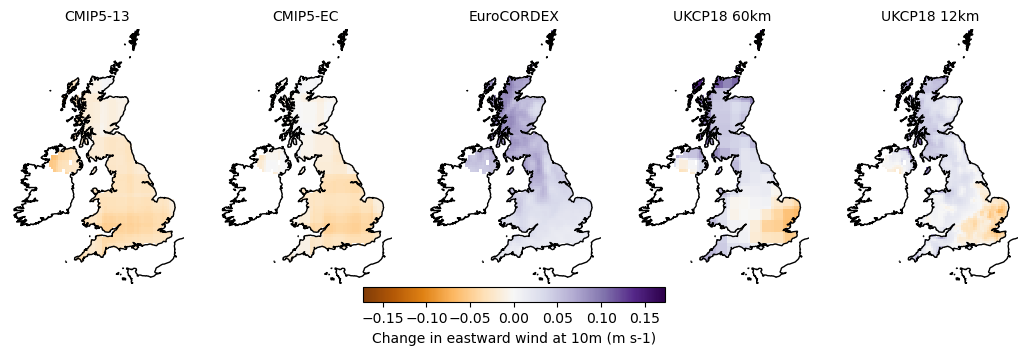 CMIP5-13 CMIP5-EC EuroCORDEX UKCP18 60km UKCP18 12km
−0.15 −0.10 −0.05 0.00 0.05 0.10 0.15
Change in eastward wind at 10m (m s-1)